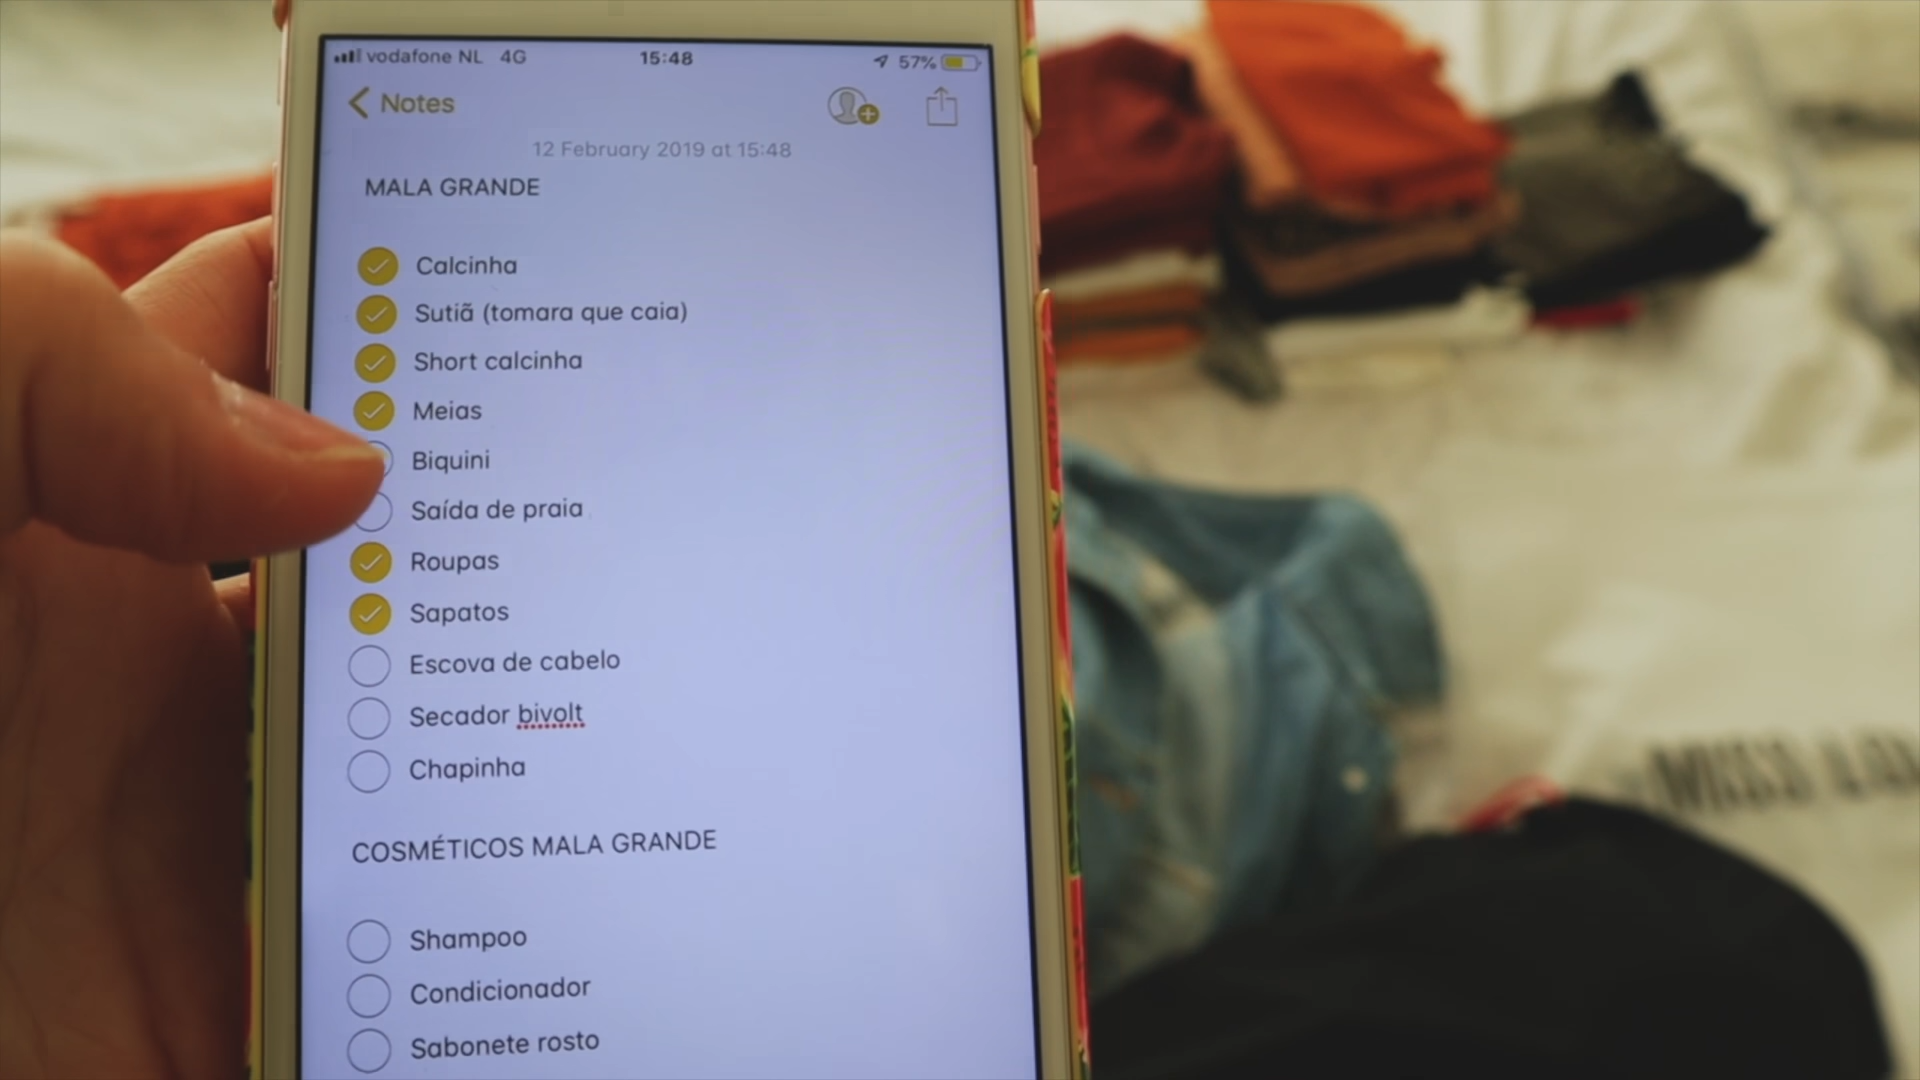 vodafone NL 4G 15:48 57%
Notes
12 February 2019 at 15:48
MALA GRANDE
Calcinha
Sutiã (tomara que caia)
Short calcinha
Meias
Biquini
Saída de praia
Roupas
Sapatos
Escova de cabelo
Secador bivolt
Chapinha
COSMÉTICOS MALA GRANDE
Shampoo
Condicionador
Sabonete rosto
MISS